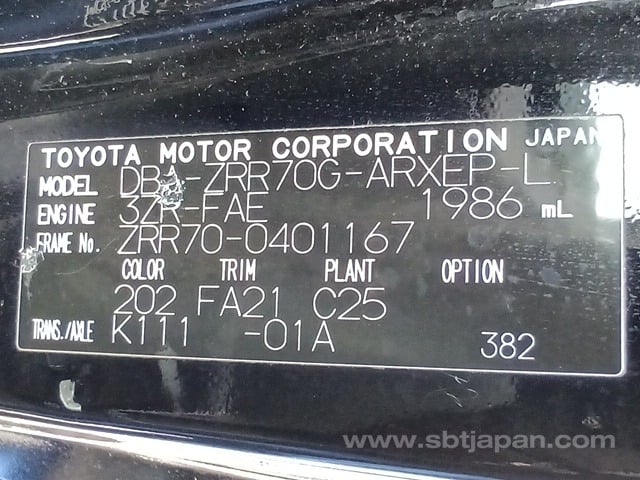 TOYOTA MOTOR CORPORATION JAPAN
MODEL DBA-ZRR70G-ARXEP-L
ENGINE 3ZR-FAE 1986 mL
FRAME No. ZRR70-0401167
COLOR TRIM PLANT OPTION
202 FA21 C25
TRANS./AXLE K111 -01A 382
www.sbtjapan.com